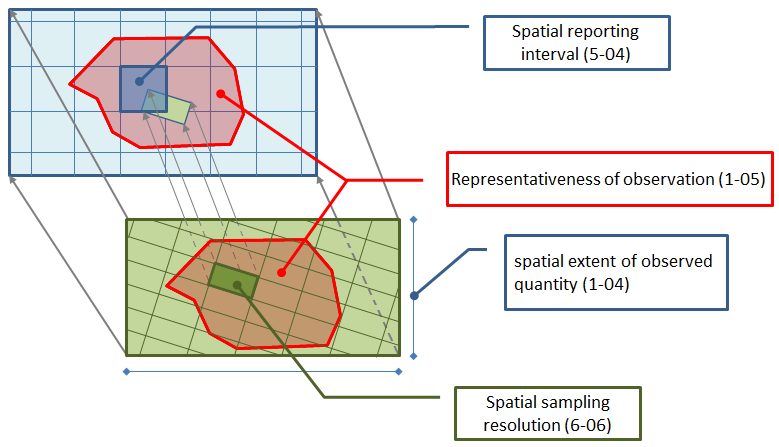 Spatial reporting
interval (5-04)
Representativeness of observation (1-05)
spatial extent of observed
quantity (1-04)
Spatial sampling
resolution (6-06)